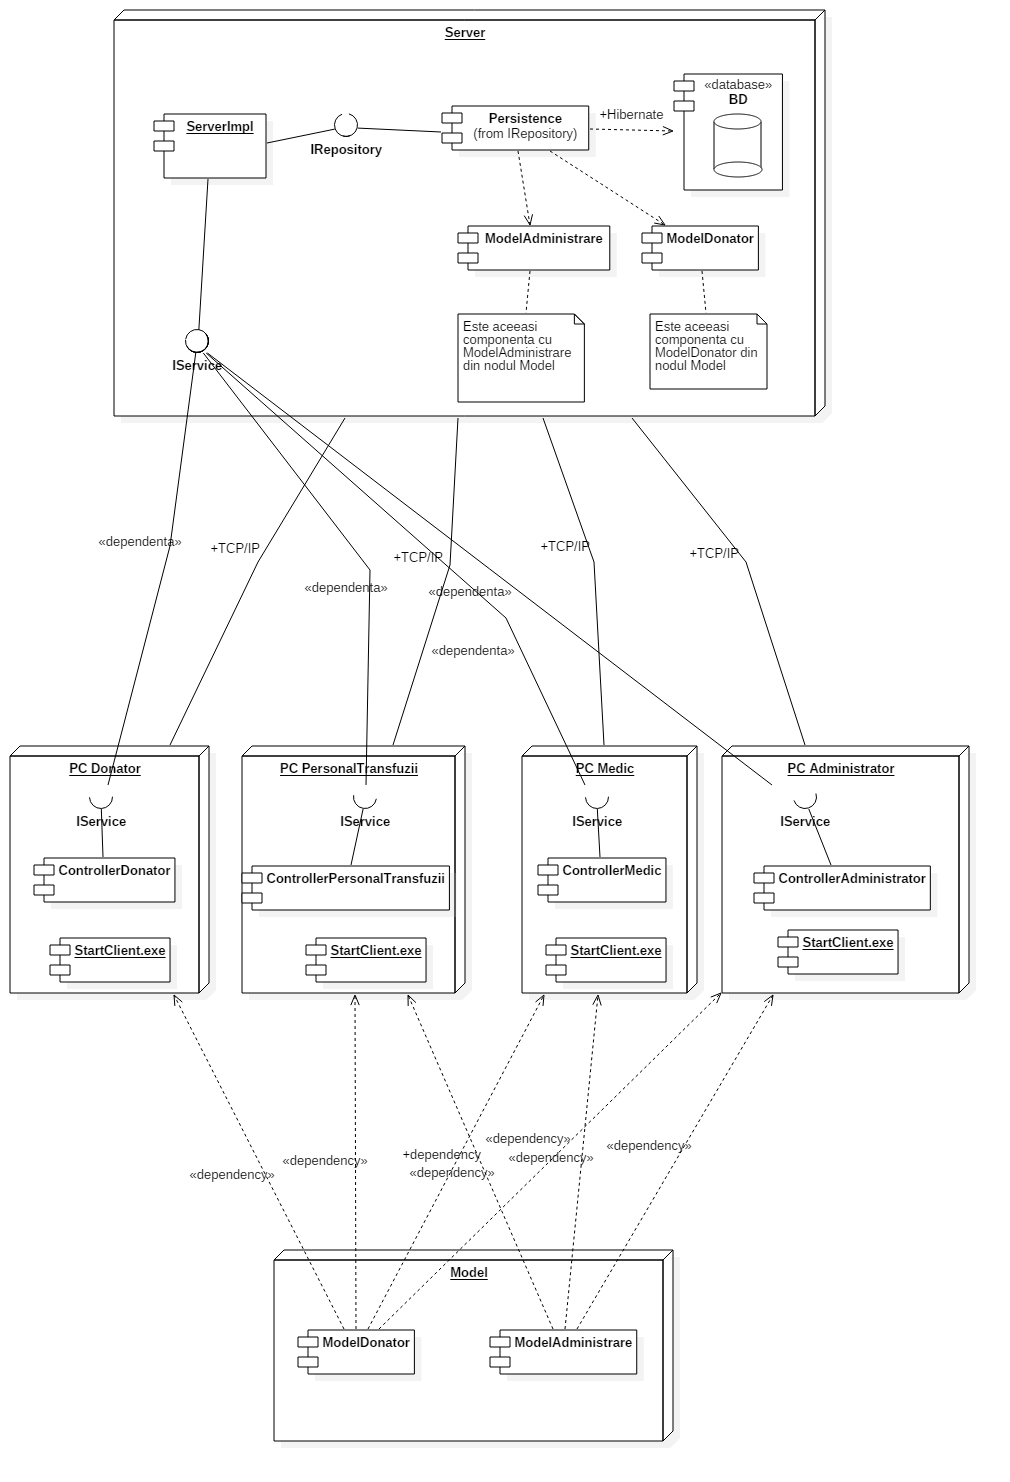 Server
«database»
BD
+Hibernate
ServerImpl
Persistence
(from IRepository)
IRepository
ModelAdministrare
ModelDonator
Este aceeasi
componenta cu
ModelAdministrare
din nodul Model
Este aceeasi
componenta cu
ModelDonator din
nodul Model
IService
«dependenta»
+TCP/IP
+TCP/IP
+TCP/IP
+TCP/IP
«dependenta»
«dependenta»
«dependenta»
PC Donator
PC PersonalTransfuzii
PC Medic
PC Administrator
IService
IService
IService
IService
ControllerDonator
ControllerPersonalTransfuzii
ControllerMedic
ControllerAdministrator
StartClient.exe
StartClient.exe
StartClient.exe
StartClient.exe
«dependency»
«dependency»
+dependency
«dependency»
«dependency»
«dependency»
«dependency»
Model
ModelDonator
ModelAdministrare